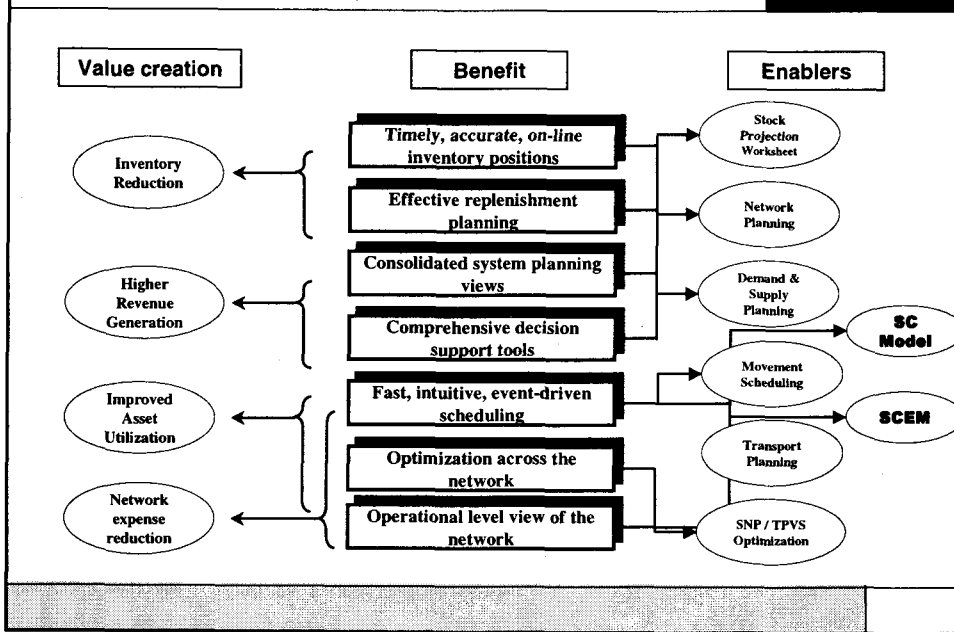 Value creation
Benefit
Enablers
Inventory
Reduction
Higher
Revenue
Generation
Improved
Asset
Utilization
Network
expense
reduction
Timely, accurate, on-line
inventory positions
Effective replenishment
planning
Consolidated system planning
views
Comprehensive decision
support tools
Fast, intuitive, event-driven
scheduling
Optimization across the
network
Operational level view of the
network
Stock
Projection
Worksheet
Network
Planning
Demand &
Supply
Planning
Movement
Scheduling
Transport
Planning
SNP / TPVS
Optimization
SC
Model
SCEM